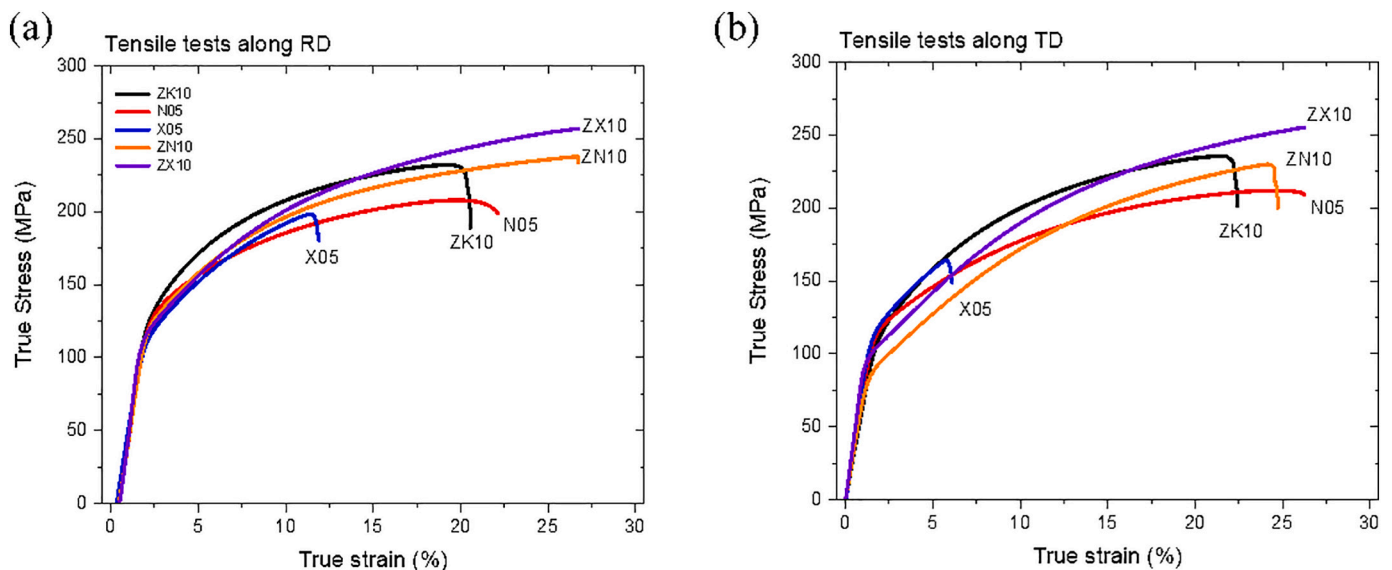 (a)
Tensile tests along RD
300
250
200
150
100
50
0
True Stress (MPa)
ZK10
N05
X05
ZN10
ZX10
ZX10
ZN10
N05
ZK10
X05
0 5 10 15 20 25 30
True strain (%)
(b)
Tensile tests along TD
300
250
200
150
100
50
0
True Stress (MPa)
ZX10
ZN10
N05
ZK10
X05
0 5 10 15 20 25 30
True strain (%)